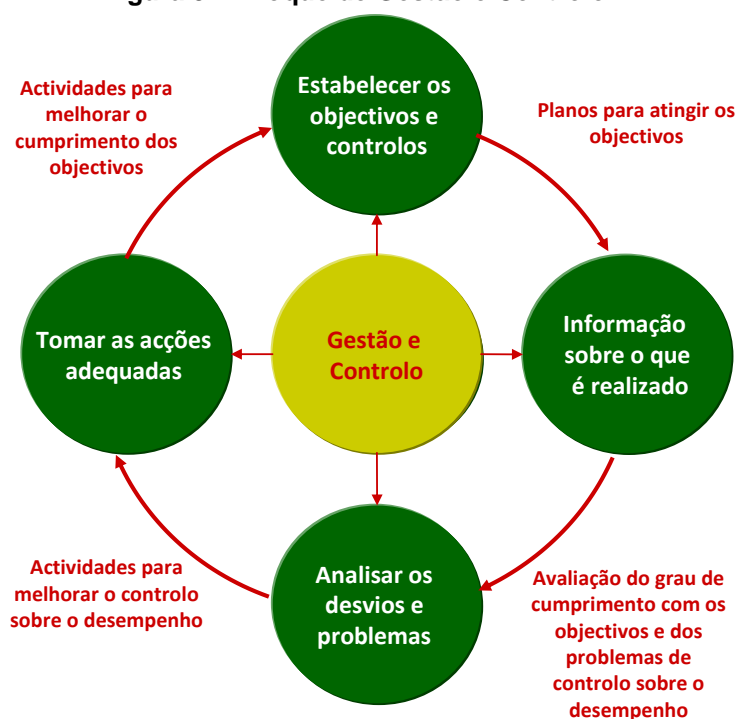 Estabelecer os
objectivos e
controlos
Actividades para
melhorar o
cumprimento dos
objectivos
Planos para atingir os
objectivos
Tomar as acções
adequadas
Gestão e
Controlo
Informação
sobre o que
é realizado
Analisar os
desvios e
problemas
Actividades para
melhorar o controlo
sobre o desempenho
Avaliação do grau de
cumprimento com os
objectivos e dos
problemas de
controlo sobre o
desempenho